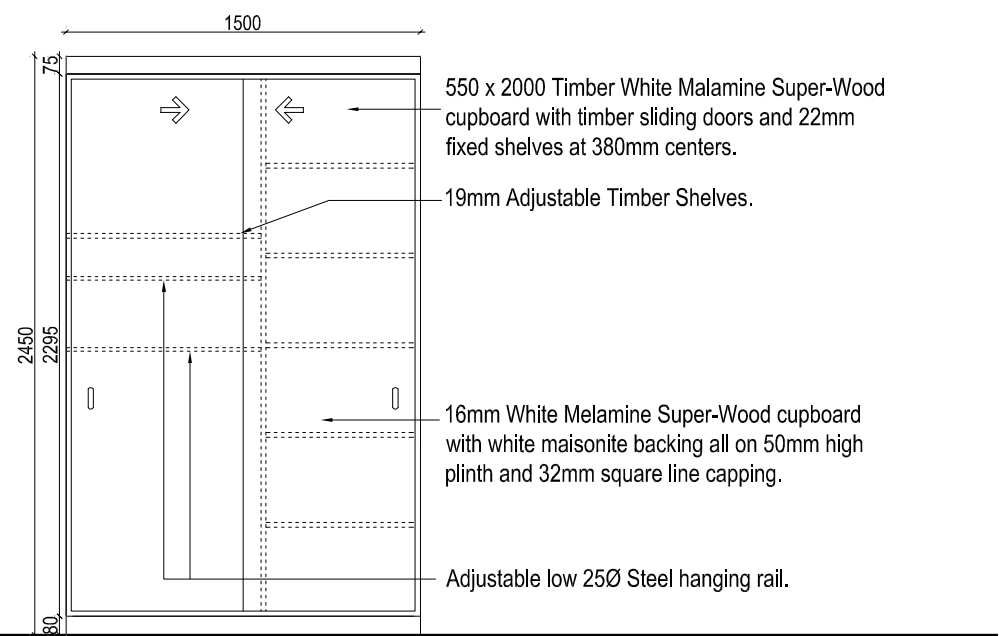 1500
75
550 x 2000 Timber White Malamine Super-Wood
cupboard with timber sliding doors and 22mm
fixed shelves at 380mm centers.
19mm Adjustable Timber Shelves.
2450
2295
16mm White Melamine Super-Wood cupboard
with white maisonite backing all on 50mm high
plinth and 32mm square line capping.
Adjustable low 25Ø Steel hanging rail.
80